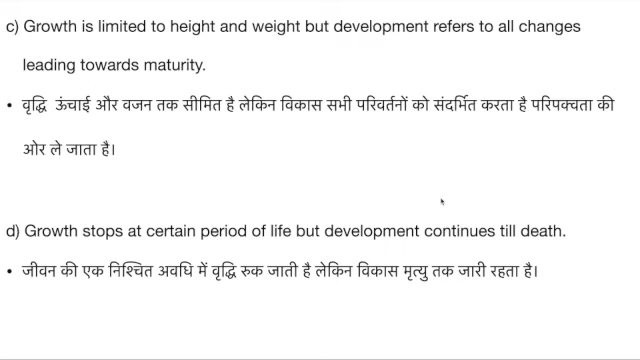 c) Growth is limited to height and weight but development refers to all changes
leading towards maturity.
• वृद्धि ऊंचाई और वजन तक सीमित है लेकिन विकास सभी परिवर्तनों को संदर्भित करता है परिपक्वता की
ओर ले जाता है।
d) Growth stops at certain period of life but development continues till death.
• जीवन की एक निश्चित अवधि में वृद्धि रुक जाती है लेकिन विकास मृत्यु तक जारी रहता है।